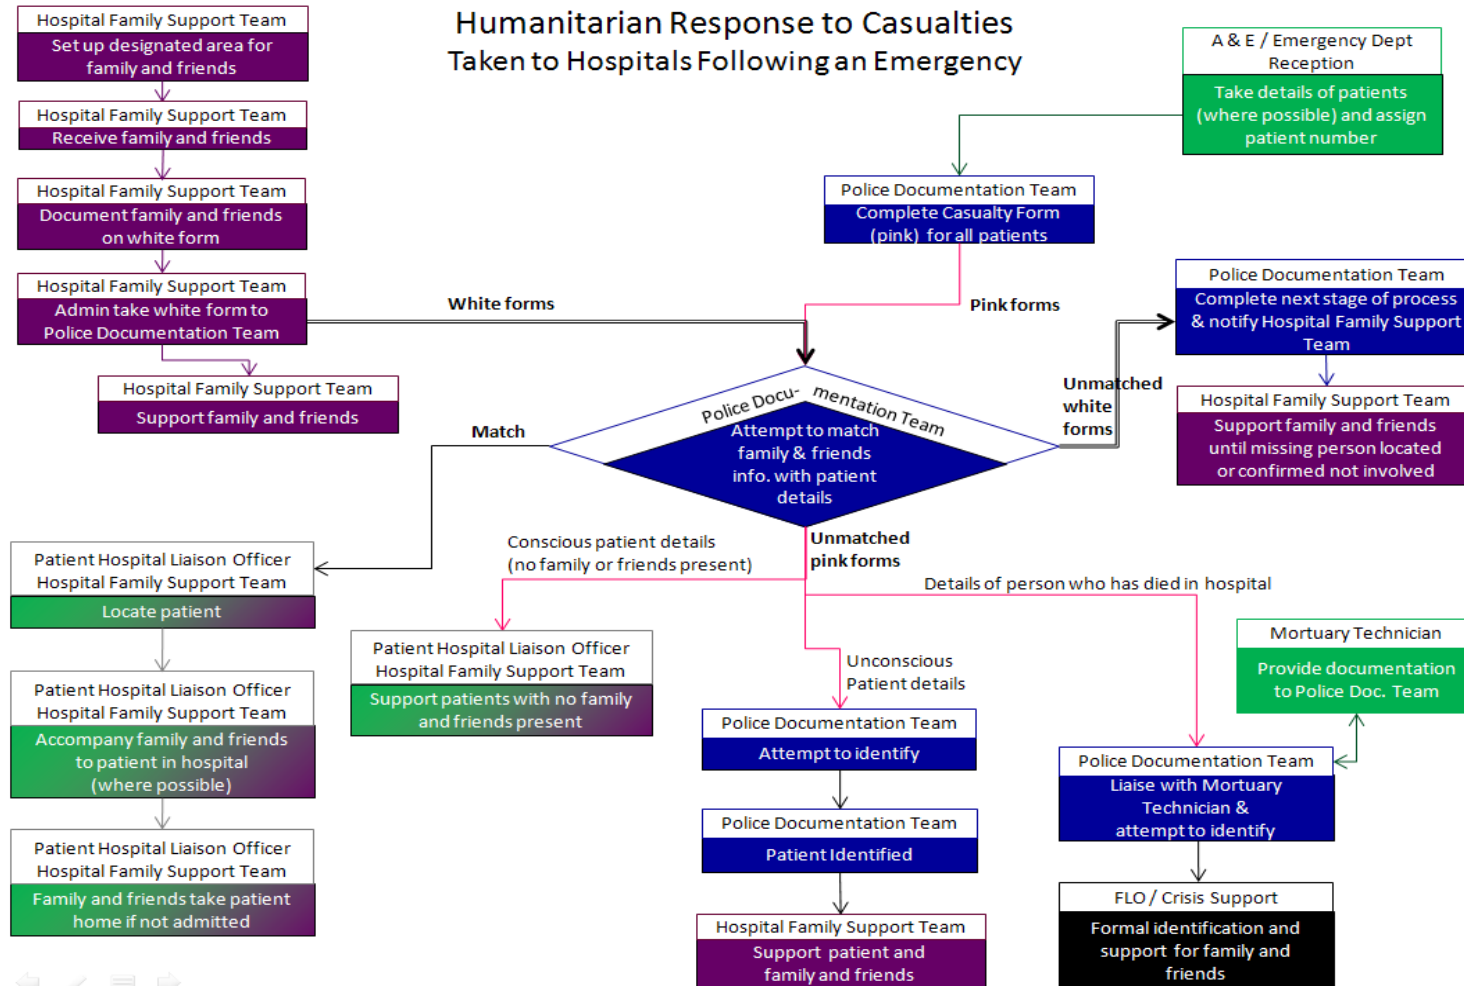 Humanitarian Response to Casualties
Taken to Hospitals Following an Emergency
Hospital Family Support Team
Set up designated area for
family and friends
Hospital Family Support Team
Receive family and friends
Hospital Family Support Team
Document family and friends
on white form
Hospital Family Support Team
Admin take white form to
Police Documentation Team
Hospital Family Support Team
Support family and friends
White forms
A & E / Emergency Dept
Reception
Take details of patients
(where possible) and assign
patient number
Police Documentation Team
Complete Casualty Form
(pink) for all patients
Pink forms
Police Docu- mentation Team
Attempt to match
family & friends
info. with patient
details
Unmatched
white
forms
Police Documentation Team
Complete next stage of process
& notify Hospital Family Support
Team
Hospital Family Support Team
Support family and friends
until missing person located
or confirmed not involved
Match
Patient Hospital Liaison Officer
Hospital Family Support Team
Locate patient
Patient Hospital Liaison Officer
Hospital Family Support Team
Accompany family and friends
to patient in hospital
(where possible)
Patient Hospital Liaison Officer
Hospital Family Support Team
Family and friends take patient
home if not admitted
Unmatched
pink forms
Conscious patient details
(no family or friends present)
Patient Hospital Liaison Officer
Hospital Family Support Team
Support patients with no family
and friends present
Unconscious
Patient details
Police Documentation Team
Attempt to identify
Police Documentation Team
Patient Identified
Hospital Family Support Team
Support patient and
family and friends
Details of person who has died in hospital
Mortuary Technician
Provide documentation
to Police Doc. Team
Police Documentation Team
Liaise with Mortuary
Technician &
attempt to identify
FLO / Crisis Support
Formal identification and
support for family and
friends